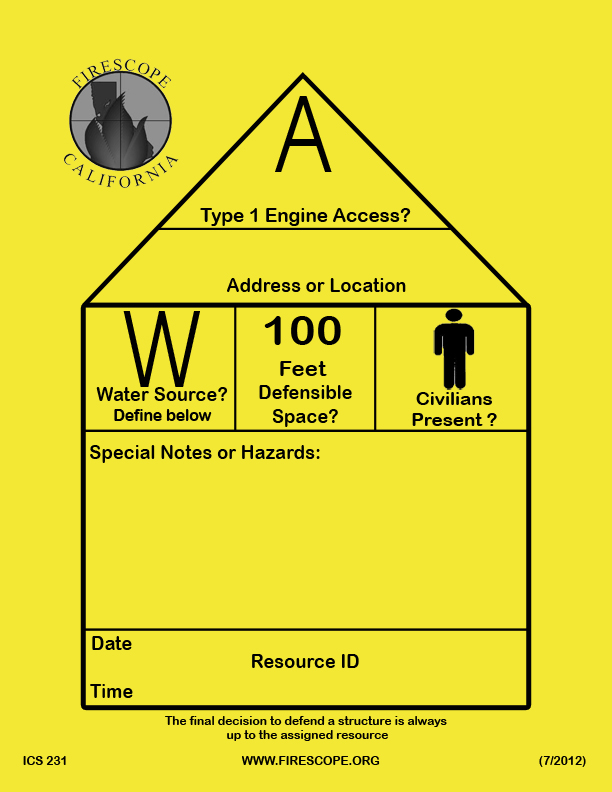 FIRESCOPE
CALIFORNIA
A
Type 1 Engine Access?
Address or Location
W
Water Source?
Define below
100
Feet
Defensible
Space?
Civilians
Present ?
Special Notes or Hazards:
Date
Resource ID
Time
The final decision to defend a structure is always
up to the assigned resource
ICS 231 WWW.FIRESCOPE.ORG (7/2012)